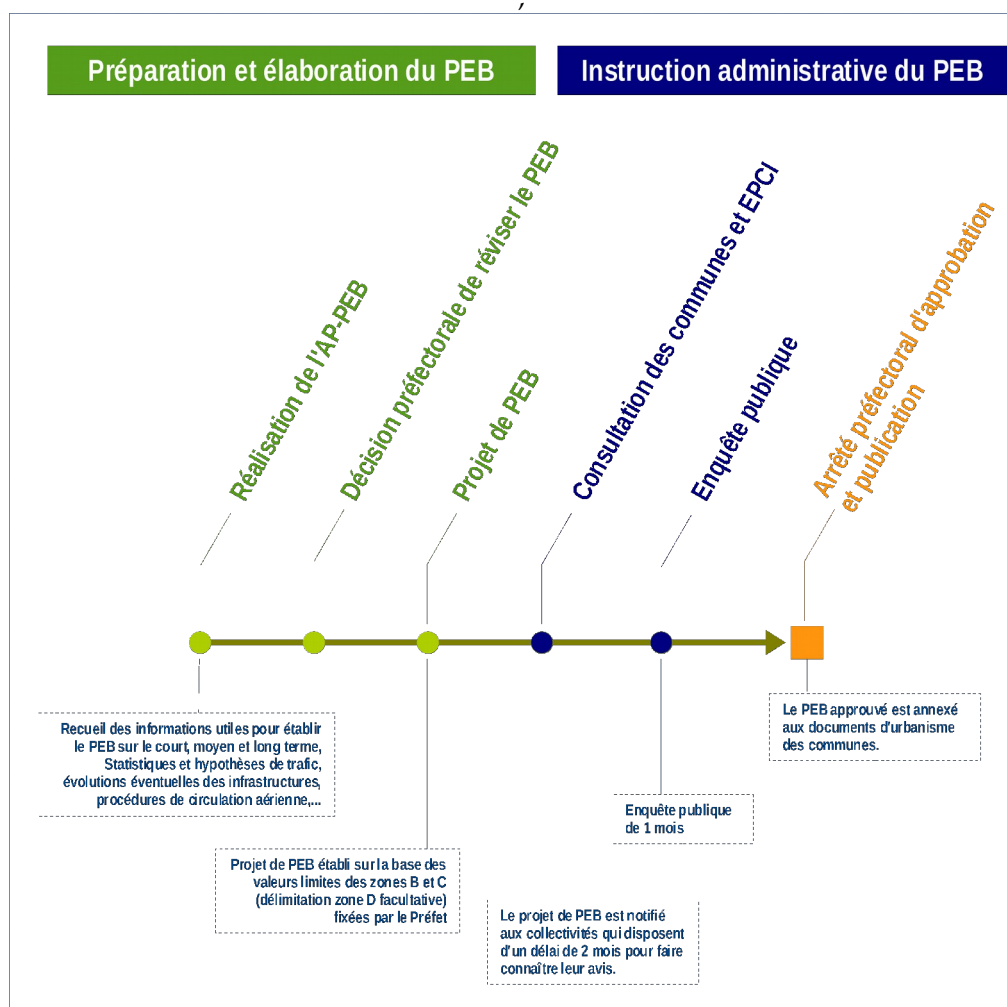 Préparation et élaboration du PEB
Instruction administrative du PEB
Réalisation de l'AP-PEB
Décision préfectorale de réviser le PEB
Projet de PEB
Consultation des communes et EPCI
Enquête publique
Arrêté préfectoral d'approbation
et publication
Recueil des informations utiles pour établir
le PEB sur le court, moyen et long terme,
Statistiques et hypothèses de trafic,
évolutions éventuelles des infrastructures,
procédures de circulation aérienne,...
Projet de PEB établi sur la base des
valeurs limites des zones B et C
(délimitation zone D facultative)
fixées par le Préfet
Le projet de PEB est notifié
aux collectivités qui disposent
d'un délai de 2 mois pour faire
connaître leur avis.
Enquête publique
de 1 mois
Le PEB approuvé est annexé
aux documents d'urbanisme
des communes.